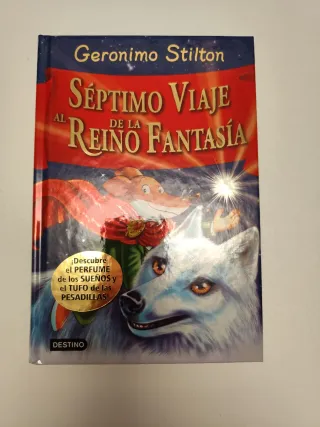 Geronimo Stilton
SÉPTIMO VIAJE
AL DE LA
REINO FANTASÍA
¡Descubre
el PERFUME
de los SUEÑOS y
el TUFO de las
PESADILLAS!
DESTINO